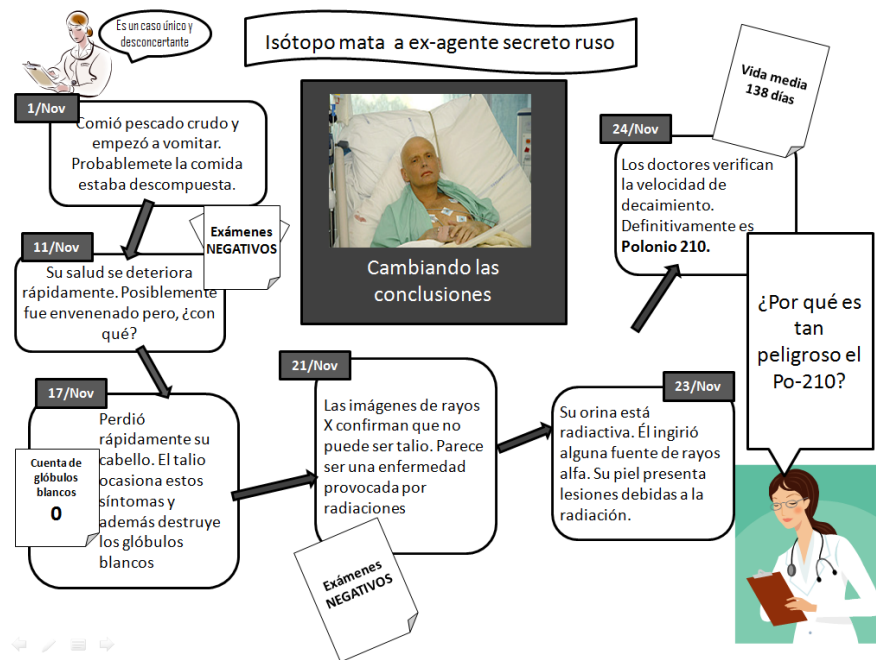 Es un caso único y
desconcertante
Isótopo mata a ex-agente secreto ruso
1/Nov
Comió pescado crudo y
empezó a vomitar.
Probablemete la comida
estaba descompuesta.
Exámenes
NEGATIVOS
11/Nov
Su salud se deteriora
rápidamente. Posiblemente
fue envenenado pero, ¿con
qué?
17/Nov
Perdió
rápidamente su
cabello. El talio
ocasiona estos
síntomas y
además destruye
los glóbulos
blancos
Cuenta de
glóbulos
blancos
0
Cambiando las
conclusiones
21/Nov
Las imágenes de rayos
X confirman que no
puede ser talio. Parece
ser una enfermedad
provocada por
radiaciones
Exámenes
NEGATIVOS
23/Nov
Su orina está
radiactiva. Él ingirió
alguna fuente de rayos
alfa. Su piel presenta
lesiones debidas a la
radiación.
24/Nov
Los doctores verifican
la velocidad de
decaimiento.
Definitivamente es
Polonio 210.
Vida media
138 días
¿Por qué es
tan
peligroso el
Po-210?